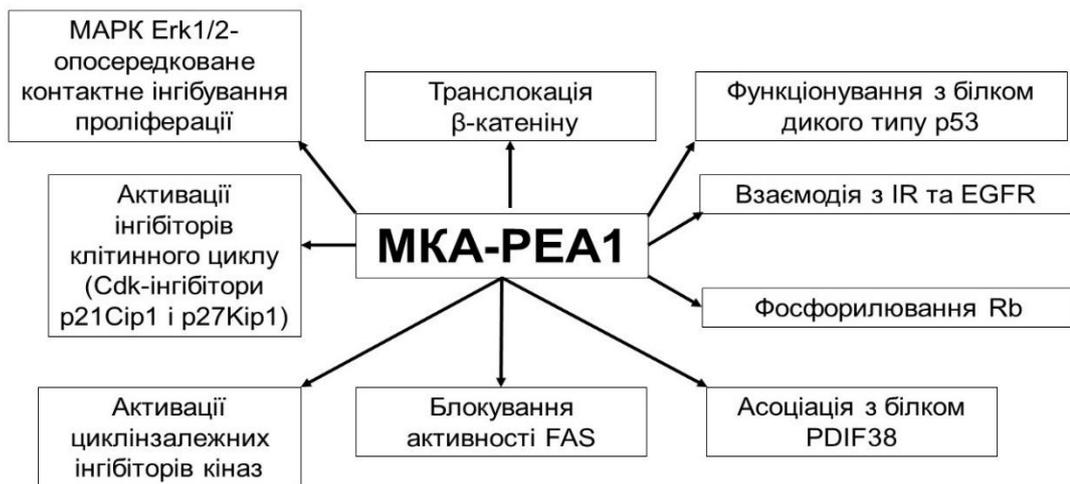 МАРК Erk1/2-
опосередковане
контактне інгібування
проліферації
Транслокація
β-катеніну
Функціонування з білком
дикого типу p53
Активації
інгібіторів
клітинного циклу
(Cdk-інгібітори
p21Cip1 і p27Kip1)
МКА-РЕА1
Взаємодія з IR та EGFR
Фосфорилювання Rb
Активації
циклінзалежних
інгібіторів кіназ
Блокування
активності FAS
Асоціація з білком
PDIF38